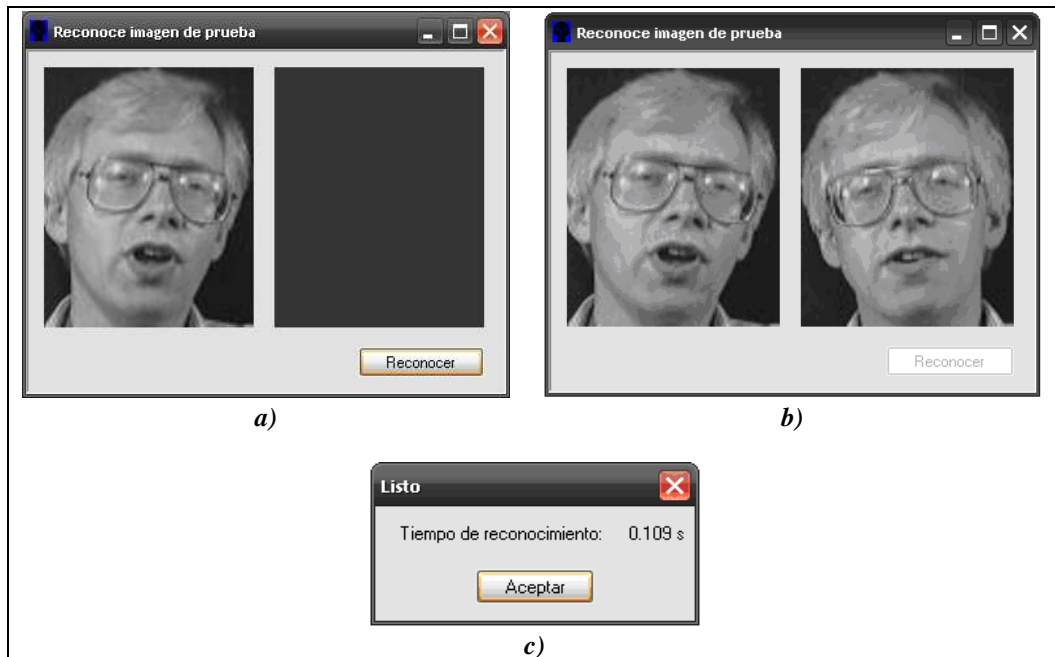 Reconoce imagen de prueba
Reconoce imagen de prueba
Reconocer
Reconocer
a)
b)
Listo
Tiempo de reconocimiento: 0.109 s
Aceptar
c)